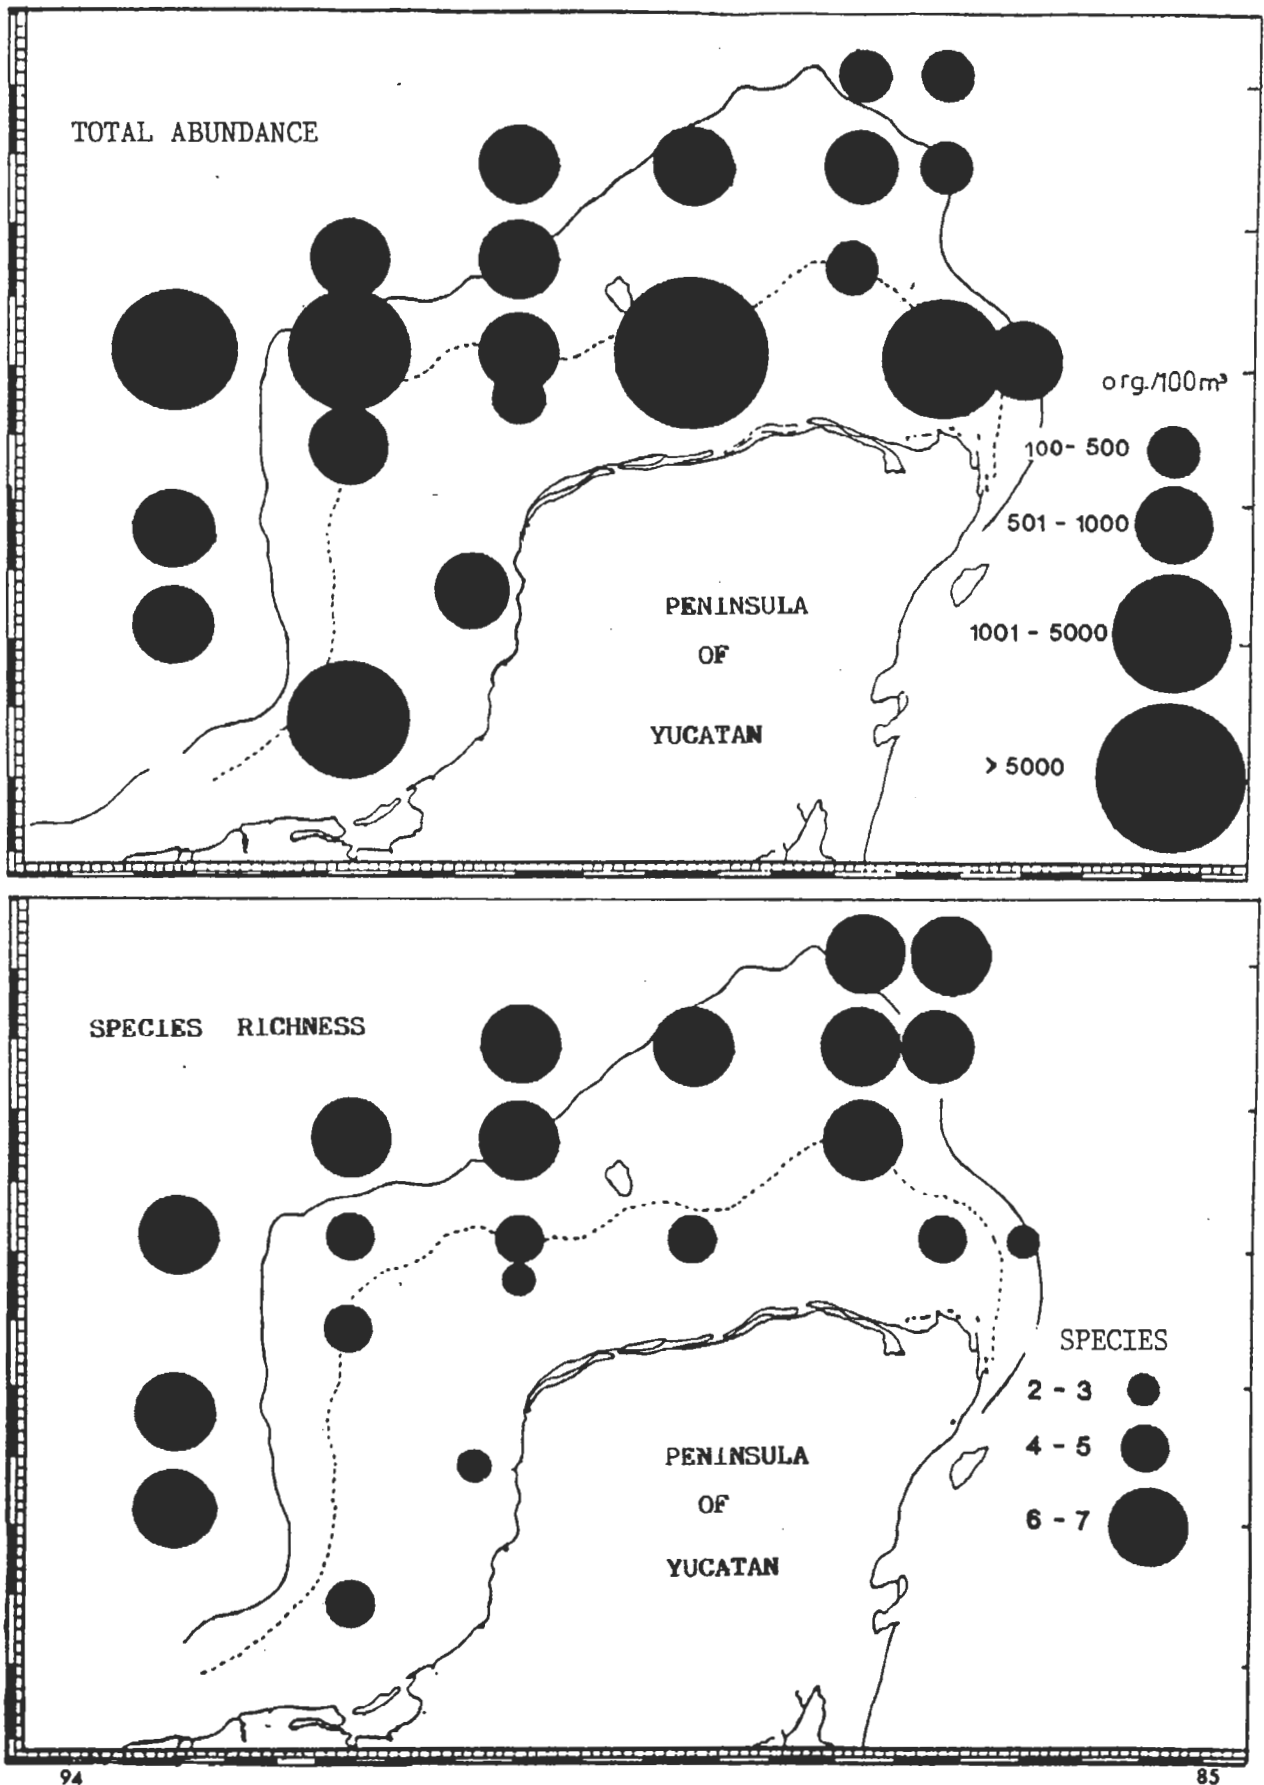 TOTAL ABUNDANCE
org./100m³
100- 500
501 - 1000
PENINSULA
OF
YUCATAN
1001 - 5000
> 5000
SPECIES RICHNESS
SPECIES
2 - 3
4 - 5
6 - 7
PENINSULA
OF
YUCATAN
94
85